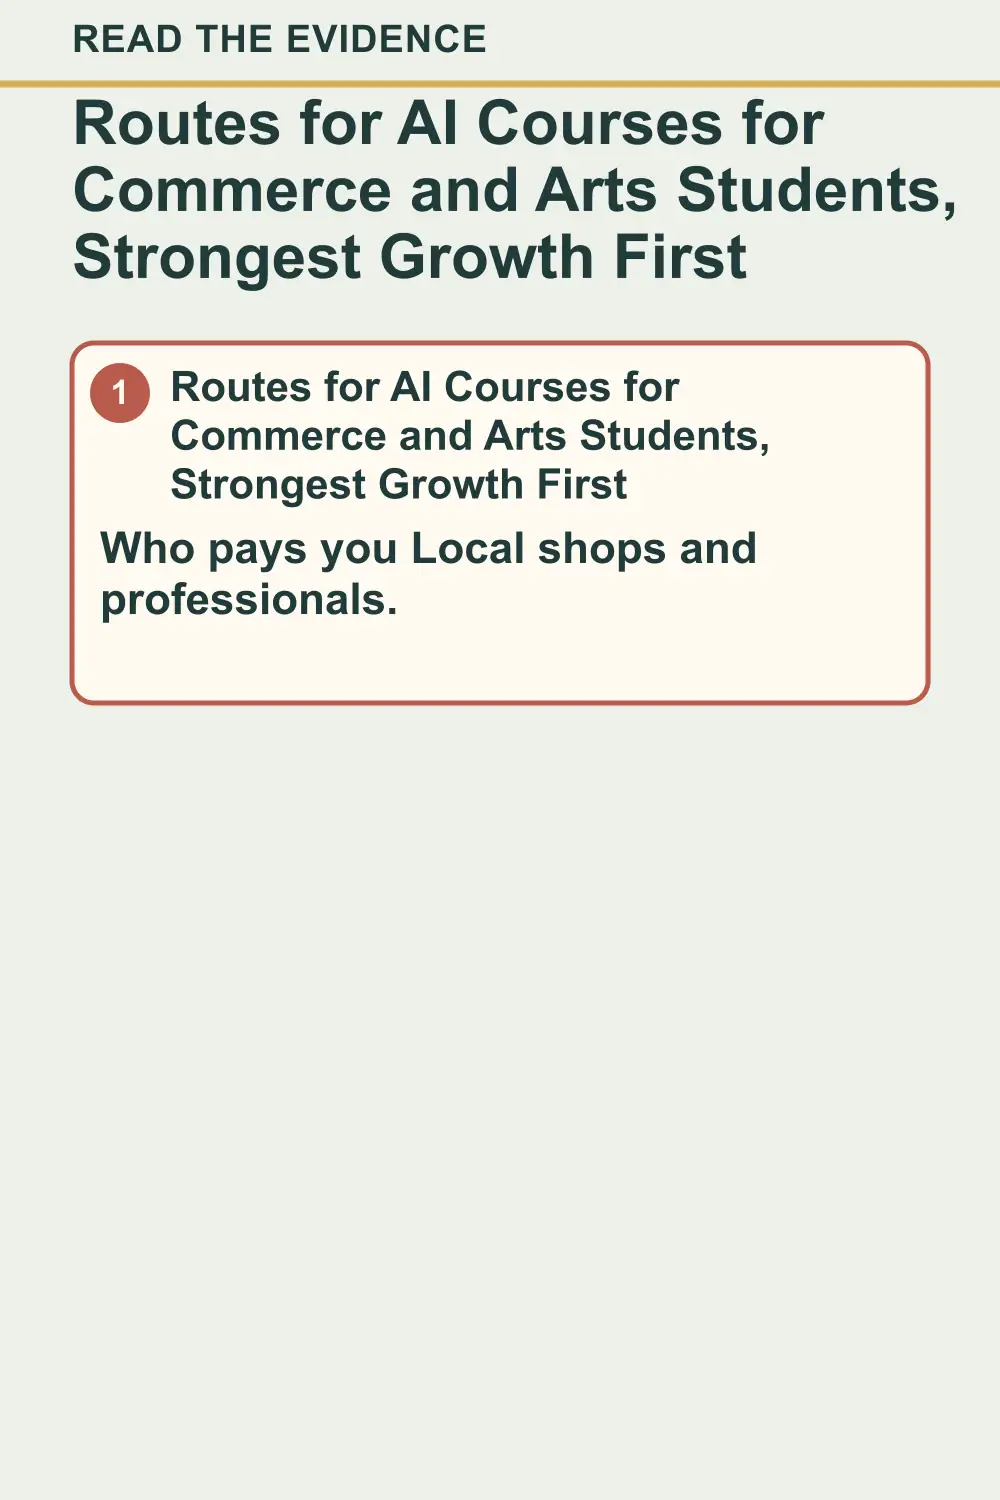 READ THE EVIDENCE
Routes for AI Courses for
Commerce and Arts Students,
Strongest Growth First
1
Routes for AI Courses for
Commerce and Arts Students,
Strongest Growth First
Who pays you Local shops and
professionals.